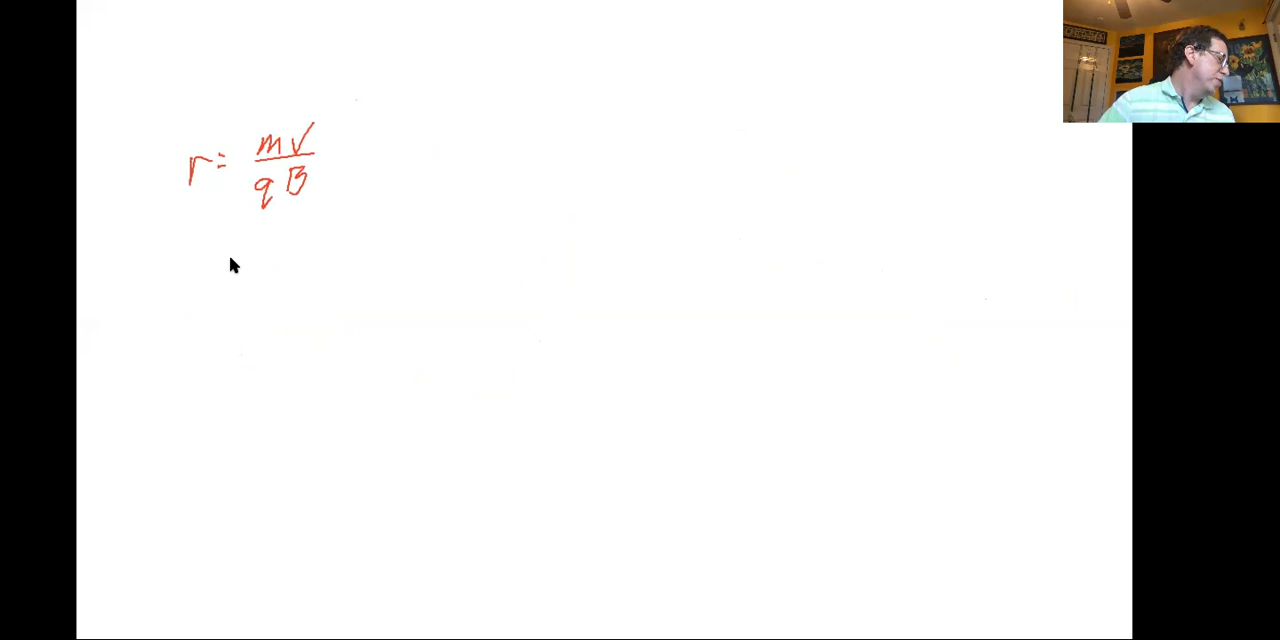 r = mv / qB